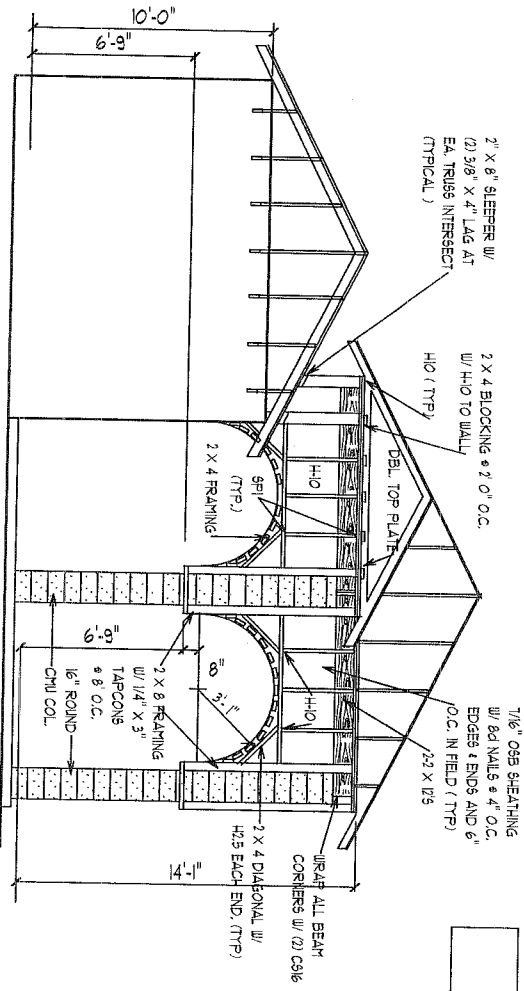 10'-0"
6'-9"
2" X 8" SLEEPER W/
(2) 3/8" X 4" LAG AT
EA. TRUSS INTERSECT
(TYPICAL )
2 X 4 BLOCKING @ 2' 0" O.C.
W/ H-10 TO WALL
H10 ( TYP.)
DBL. TOP PLATE
7/16" OSB SHEATHING
W/ 8d NAILS @ 4" O.C.
EDGES & ENDS AND 6"
O.C. IN FIELD ( TYP)
2-2 X 12'S
H-10
SP1
(TYP.)
2 X 4 FRAMING
H-10
8"
3'-1"
6'-9"
2 X 8 FRAMING
W/ 1/4" X 3"
TAPCONS
@ 8' O.C.
16" ROUND
CMU COL.
14'-1"
2 X 4 DIAGONAL W/
H2.5 EACH END. (TYP)
WRAP ALL BEAM
CORNERS W/ (2) CS16